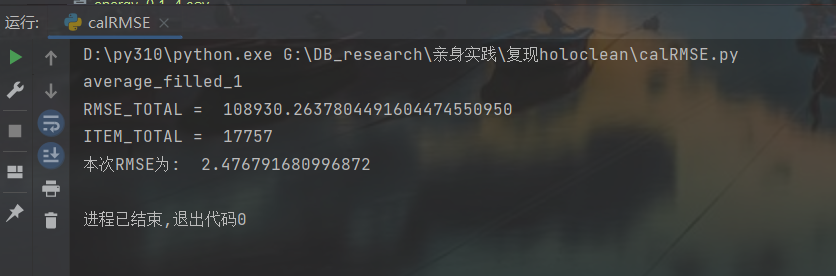 运行:
calRMSE
D:\py310\python.exe G:\DB_research\亲身实践\复现holoclean\calRMSE.py
average_filled_1
RMSE_TOTAL =  108930.2637804491604474550950
ITEM_TOTAL =  17757
本次RMSE为:  2.476791680996872
进程已结束,退出代码0